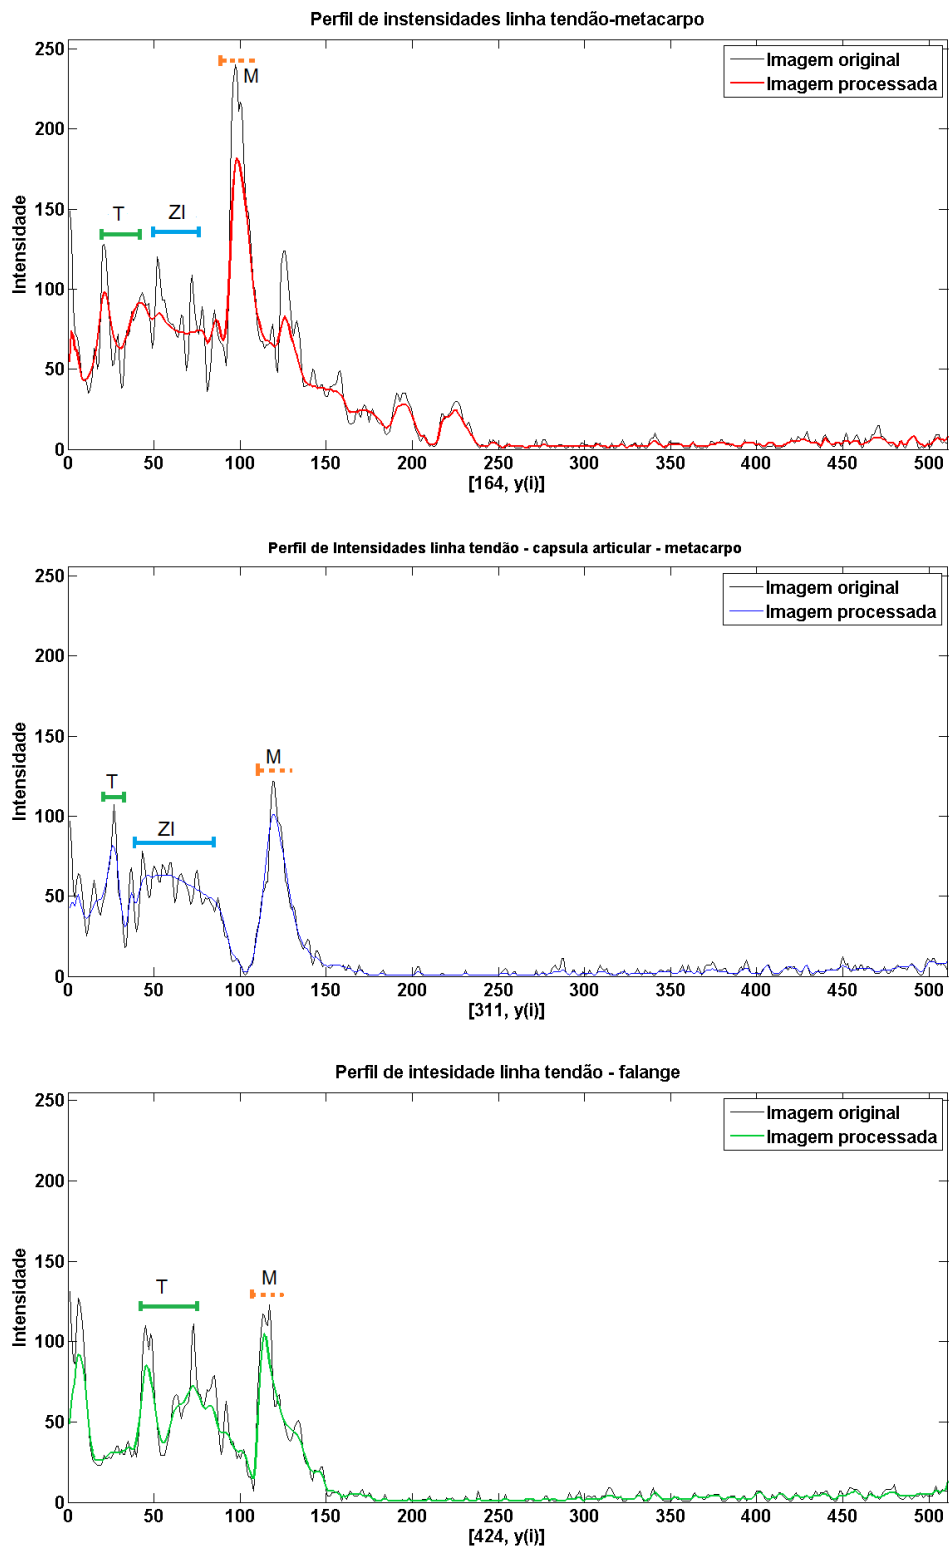 Perfil de instensidades linha tendão-metacarpo
250
200
150
100
50
0
Intensidade
Imagem original
Imagem processada
M
T
ZI
0 50 100 150 200 250 300 350 400 450 500
[164, y(i)]
Perfil de Intensidades linha tendão - capsula articular - metacarpo
250
200
150
100
50
0
Intensidade
Imagem original
Imagem processada
M
T
ZI
0 50 100 150 200 250 300 350 400 450 500
[311, y(i)]
Perfil de intesidade linha tendão - falange
250
200
150
100
50
0
Intensidade
Imagem original
Imagem processada
T
M
0 50 100 150 200 250 300 350 400 450 500
[424, y(i)]